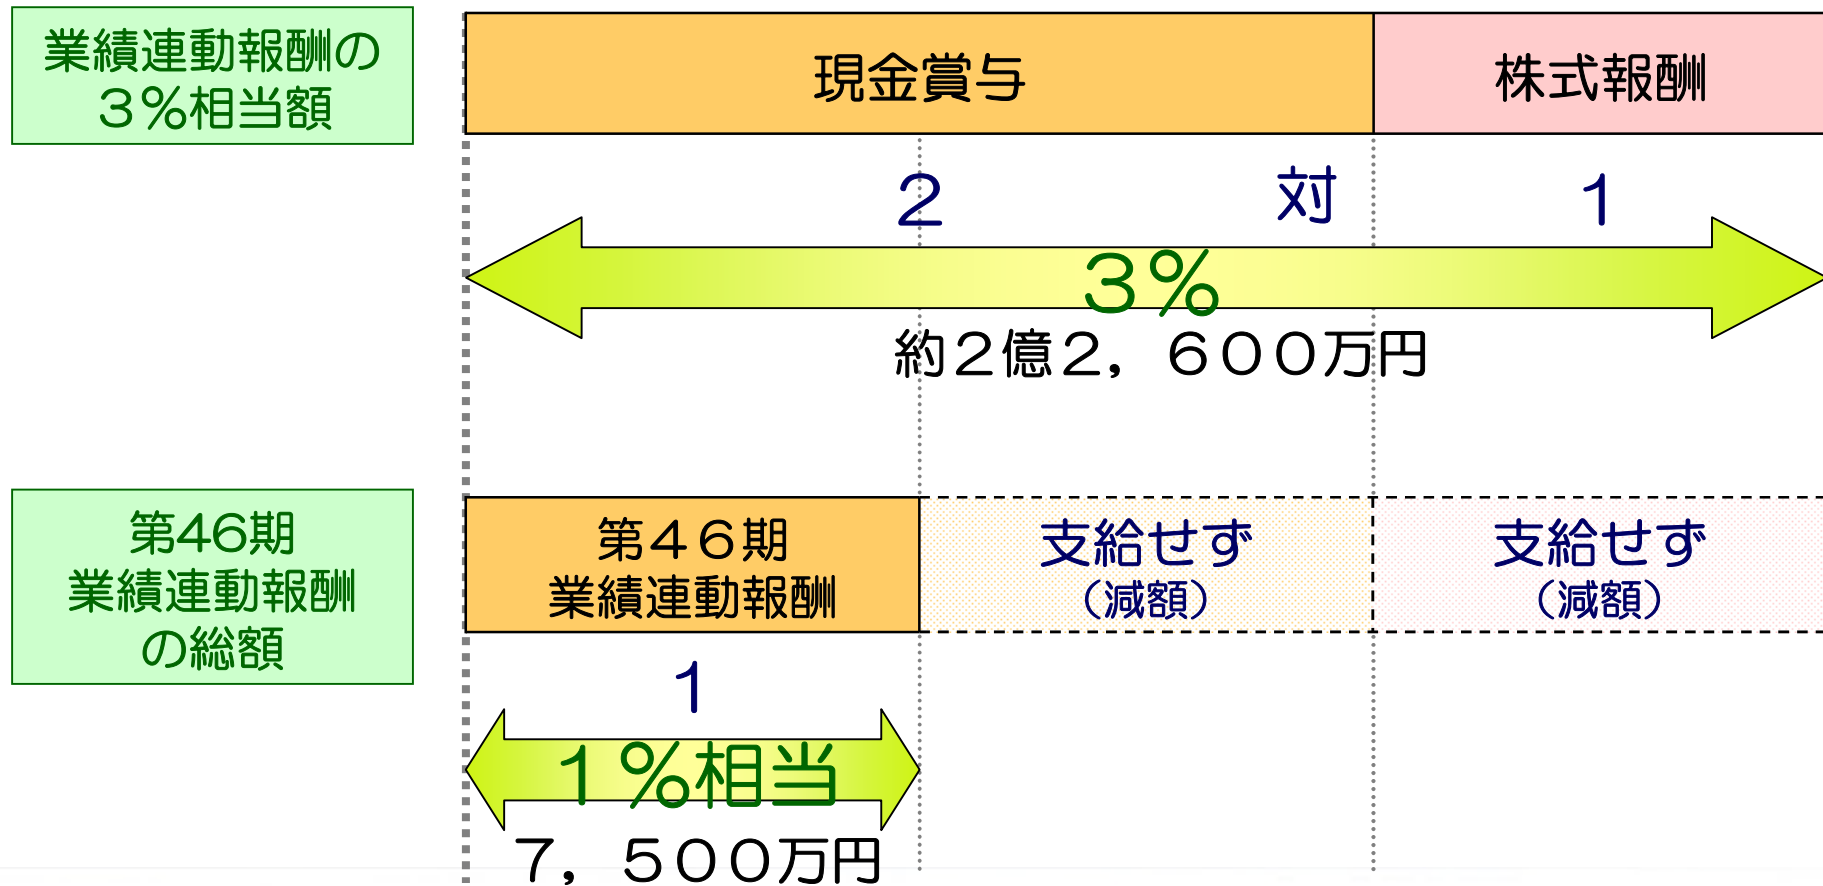 業績連動報酬の
３％相当額
現金賞与
株式報酬
２ 対 １
３％
約２億２，６００万円
第46期
業績連動報酬
の総額
第４６期
業績連動報酬
支給せず
（減額）
支給せず
（減額）
１
１％相当
７，５００万円